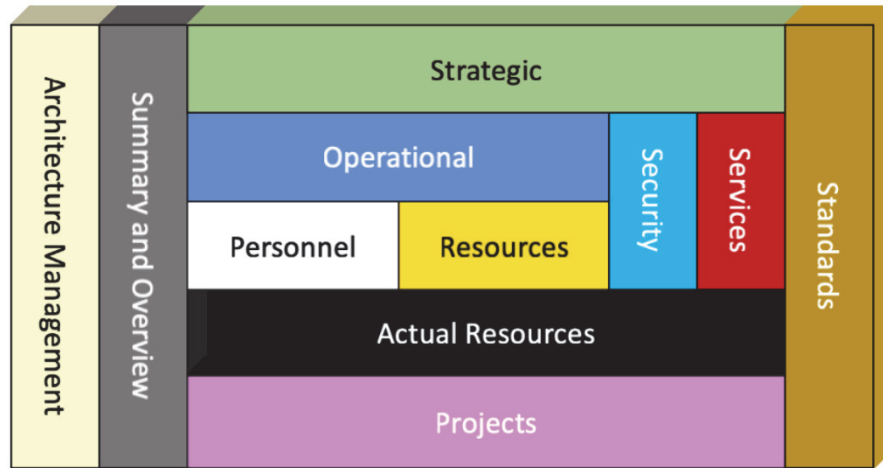 Architecture Management
Summary and Overview
Strategic
Operational
Security
Services
Personnel
Resources
Actual Resources
Projects
Standards